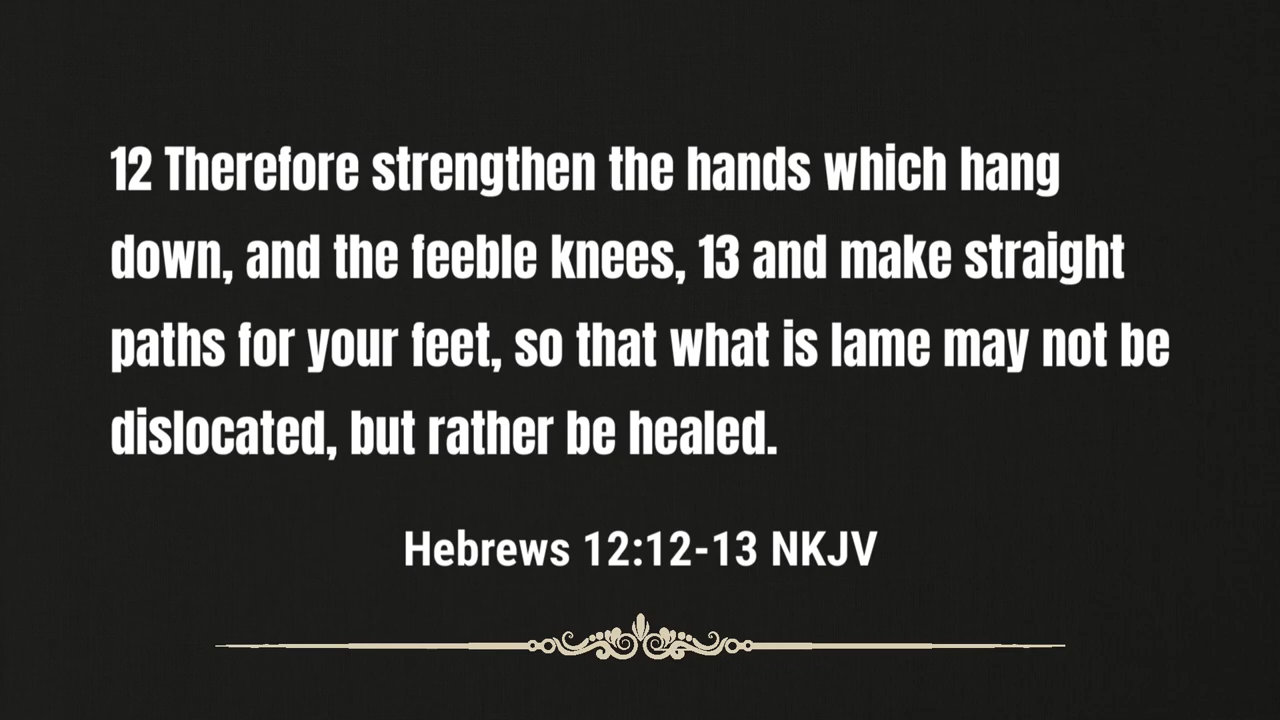 12 Therefore strengthen the hands which hang
down, and the feeble knees, 13 and make straight
paths for your feet, so that what is lame may not be
dislocated, but rather be healed.
Hebrews 12:12-13 NKJV